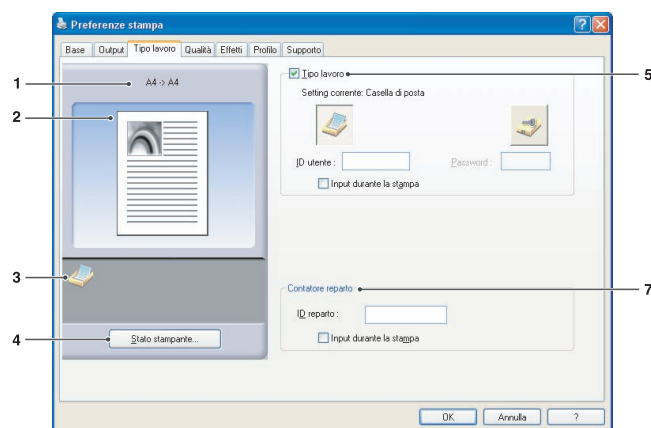 Preferenze stampa
Base Output Tipo lavoro Qualità Effetti Profilo Supporto
1
A4 -> A4
2
3
4
Stato stampante...
Tipo lavoro
5
Setting corrente: Casella di posta
ID utente :
Password :
Input durante la stampa
Contatore reparto
7
ID reparto :
Input durante la stampa
OK Annulla ?